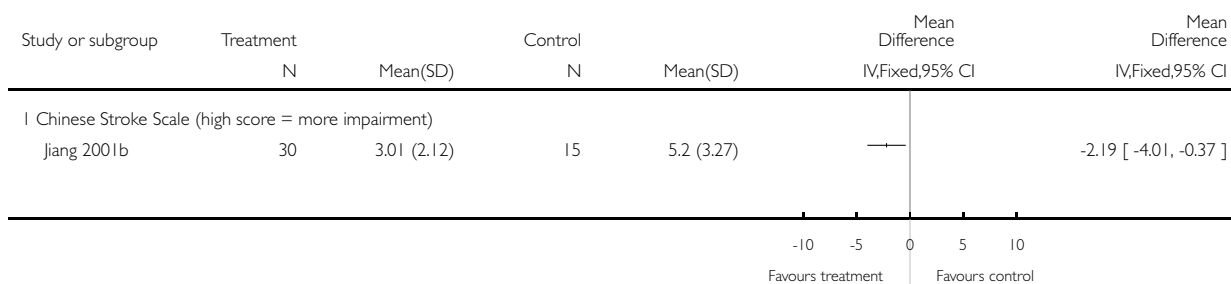 Study or subgroup Treatment Control Mean Difference Mean Difference
N Mean(SD) N Mean(SD) IV,Fixed,95% CI IV,Fixed,95% CI
1 Chinese Stroke Scale (high score = more impairment)
Jiang 2001b 30 3.01 (2.12) 15 5.2 (3.27) -2.19 [ -4.01, -0.37 ]
-10 -5 0 5 10
Favours treatment Favours control